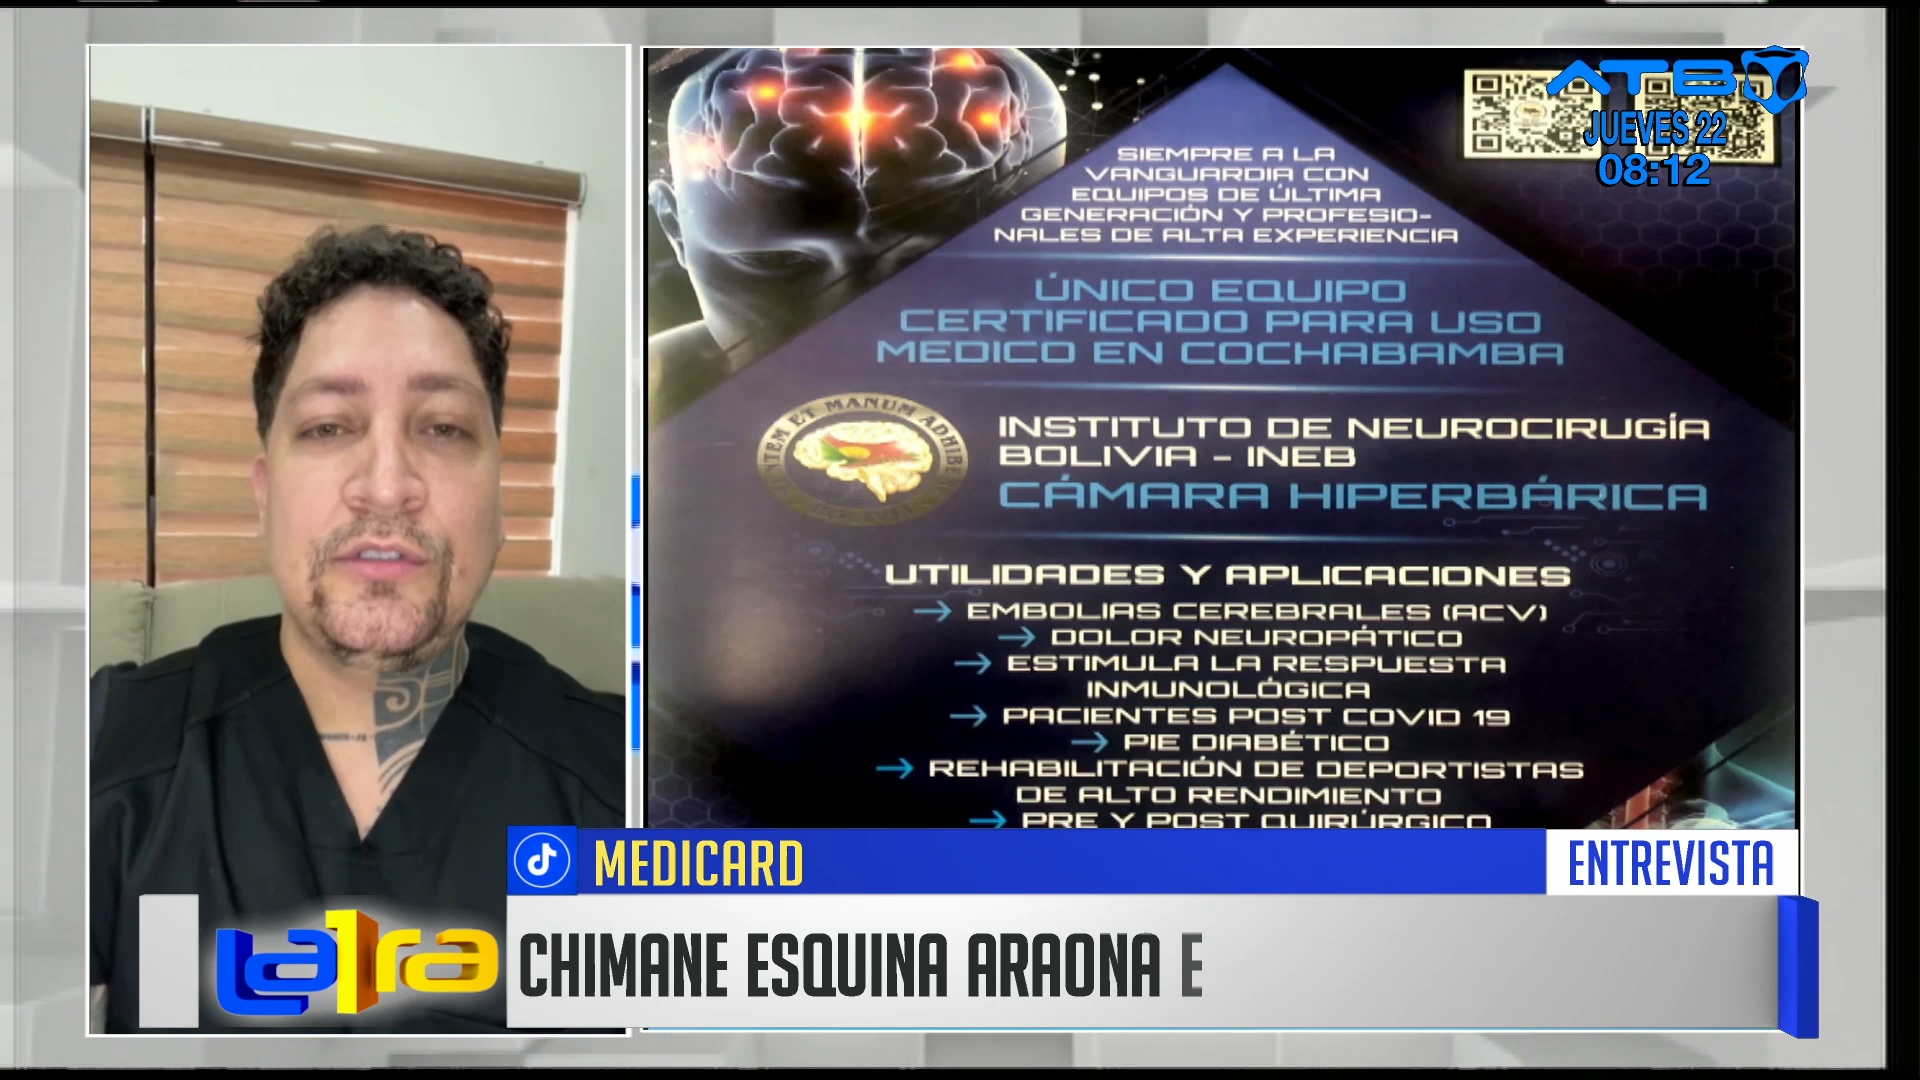 ATB
JUEVES 22
08:12
SIEMPRE A LA
VANGUARDIA CON
EQUIPOS DE ÚLTIMA
GENERACIÓN Y PROFESIO-
NALES DE ALTA EXPERIENCIA
ÚNICO EQUIPO
CERTIFICADO PARA USO
MEDICO EN COCHABAMBA
MANUM
INSTITUTO DE NEUROCIRUGÍA
BOLIVIA - INEB
CÁMARA HIPERBÁRICA
UTILIDADES Y APLICACIONES
→ EMBOLIAS CEREBRALES (ACV)
→ DOLOR NEUROPÁTICO
→ ESTIMULA LA RESPUESTA
INMUNOLÓGICA
→ PACIENTES POST COVID 19
→ PIE DIABÉTICO
→ REHABILITACIÓN DE DEPORTISTAS
DE ALTO RENDIMIENTO
→ PRE Y POST QUIRÚRGICO
MEDICARD
ENTREVISTA
La1ra
CHIMANE ESQUINA ARAONA E